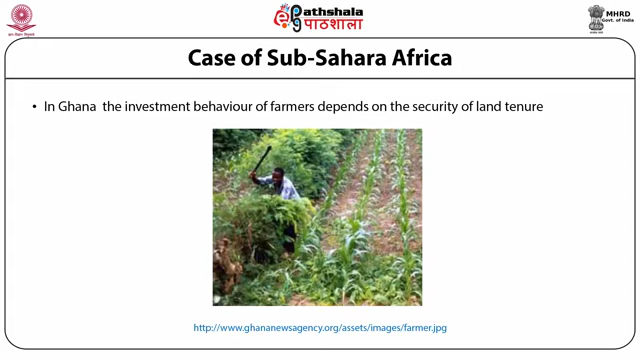 ePathshala
पाठशाला
MHRD
Govt. of India
Case of Sub-Sahara Africa
• In Ghana the investment behaviour of farmers depends on the security of land tenure
http://www.ghananewsagency.org/assets/images/farmer.jpg